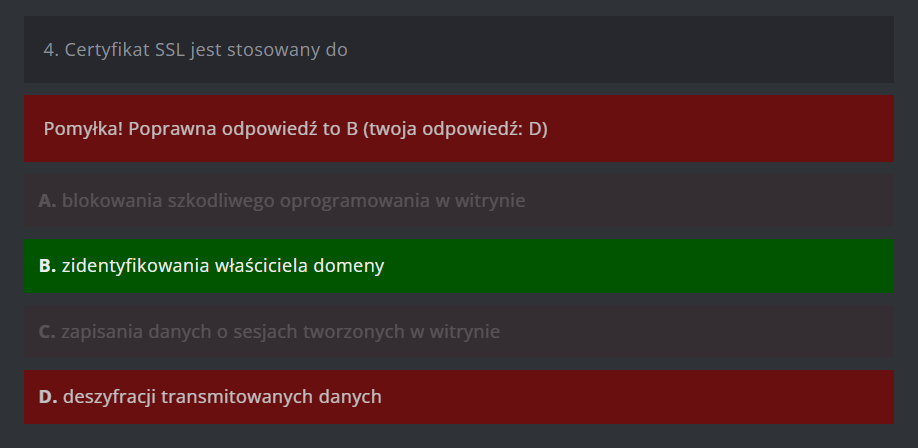 4. Certyfikat SSL jest stosowany do
Pomyłka! Poprawna odpowiedź to B (twoja odpowiedź: D)
A. blokowania szkodliwego oprogramowania w witrynie
B. zidentyfikowania właściciela domeny
C. zapisania danych o sesjach tworzonych w witrynie
D. deszyfracji transmitowanych danych